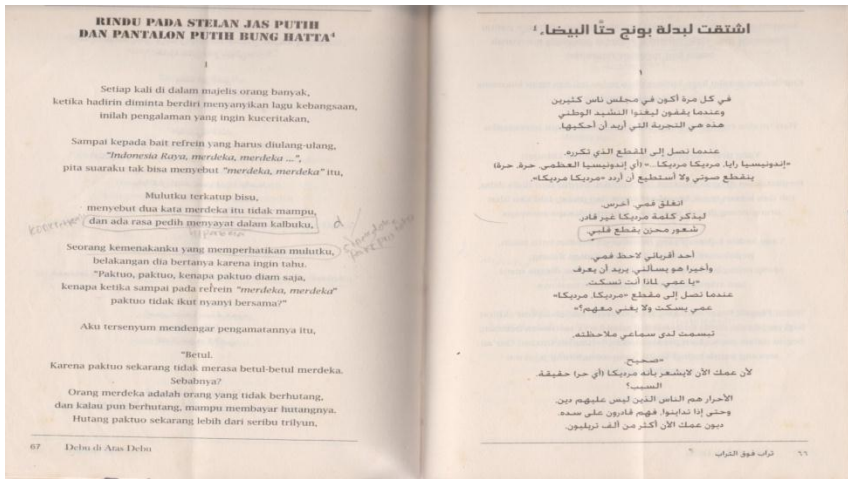 RINDU PADA STELAN JAS PUTIH
DAN PANTALON PUTIH BUNG HATTA⁴
I
Setiap kali di dalam majelis orang banyak,
ketika hadirin diminta berdiri menyanyikan lagu kebangsaan,
inilah pengalaman yang ingin kuceritakan,
Sampai kepada bait refrein yang harus diulang-ulang,
"Indonesia Raya, merdeka, merdeka ...",
pita suaraku tak bisa menyebut "merdeka, merdeka" itu,
Mulutku terkatup bisu,
menyebut dua kata merdeka itu tidak mampu,
dan ada rasa pedih menyayat dalam kalbuku,
Seorang kemenakanku yang memperhatikan mulutku,
belakangan dia bertanya karena ingin tahu.
"Paktuo, paktuo, kenapa paktuo diam saja,
kenapa ketika sampai pada refrein "merdeka, merdeka"
paktuo tidak ikut nyanyi bersama?"
Aku tersenyum mendengar pengamatannya itu,
"Betul.
Karena paktuo sekarang tidak merasa betul-betul merdeka.
Sebabnya?
Orang merdeka adalah orang yang tidak berhutang,
dan kalau pun berhutang, mampu membayar hutangnya.
Hutang paktuo sekarang lebih dari seribu trilyun,
67 Debu di Atas Debu
اشتقت لبدلة بونج حتّا البيضاء.⁴
١
في كل مرة أكون في مجلس ناس كثيرين
وعندما يقفون ليغنوا النشيد الوطني
هذه هي التجربة التي أريد أن أحكيها.
عندما تصل إلى المقطع الذي تكرره.
«إندونيسيا رايا. مرديكا مرديكا...» (أي إندونيسيا العظمى. حرة. حرة)
ينقطع صوتي ولا أستطيع أن أردد «مرديكا مرديكا».
انغلق فمي. أخرس.
ليذكر كلمة مرديكا غير قادر.
شعور محزن يقطع قلبي
أحد أقربائي لاحظ فمي.
وأخيرا هو يسألني. يريد أن يعرف
«يا عمي. لماذا أنت تسكت.
عندما تصل إلى مقطع «مرديكا. مرديكا»
عمي يسكت ولا يغني معهم؟»
تبسمت لدى سماعي ملاحظته.
«صحيح.
لأن عمك الآن لايشعر بأنه مرديكا (أي حرا) حقيقة.
السبب؟
الأحرار هم الناس الذين ليس عليهم دين.
وحتى إذا تداينوا. فهم قادرون على سده.
ديون عمك الآن أكثر من ألف تريليون.
تراب فوق التراب ٦٦